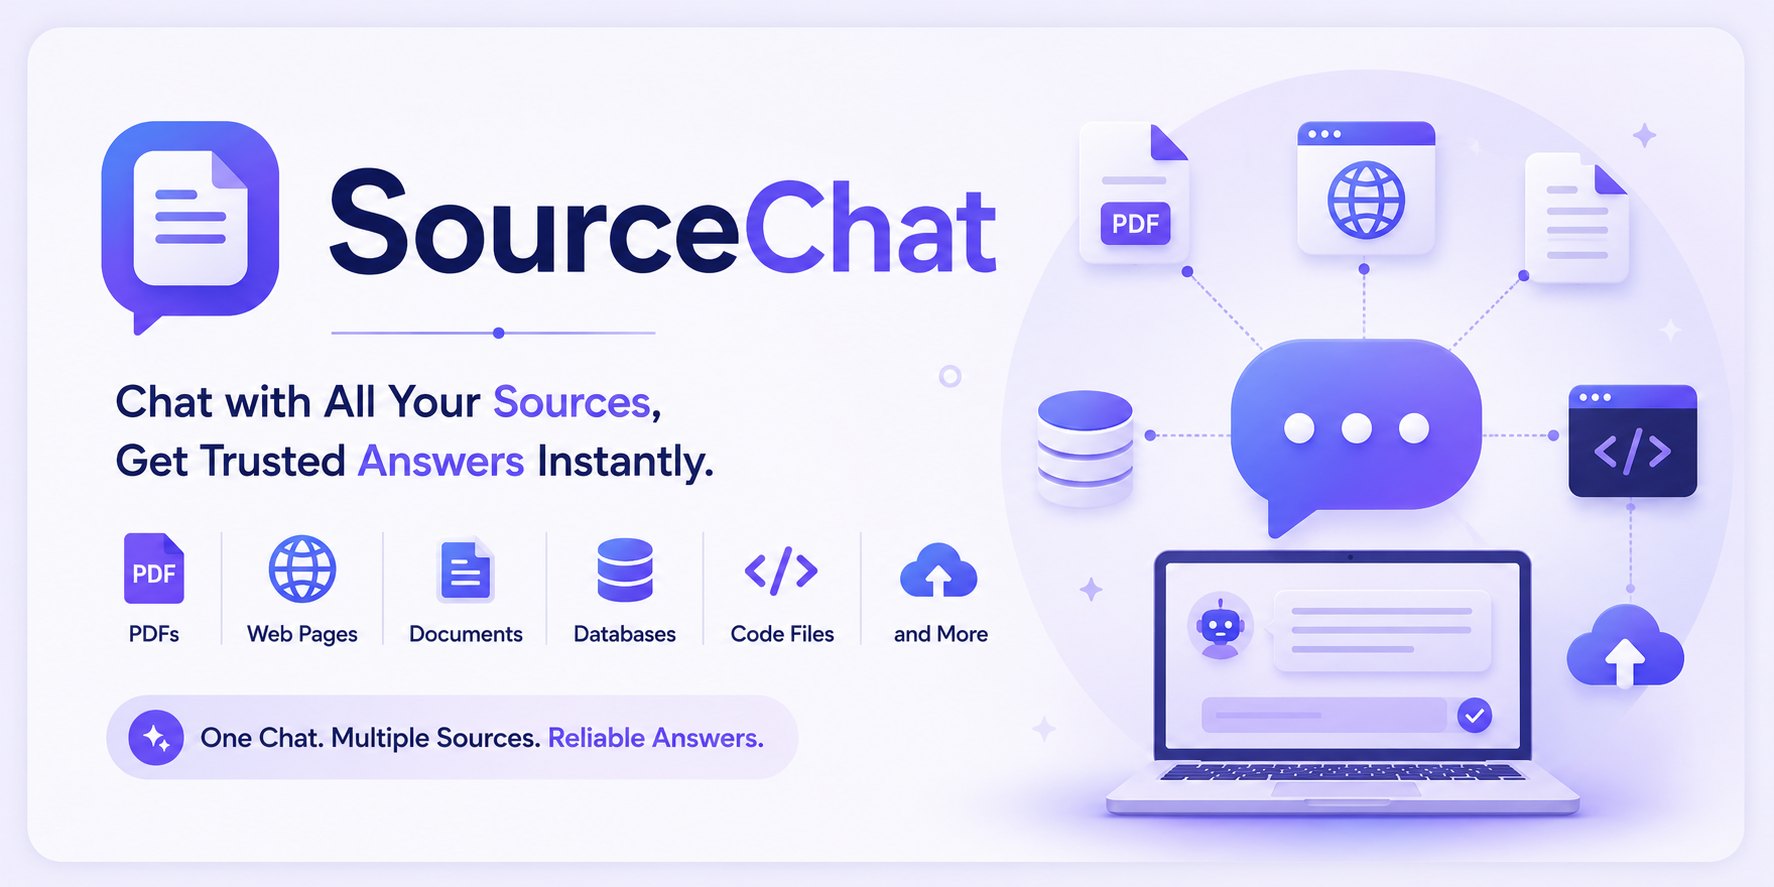 SourceChat
Chat with All Your Sources,
Get Trusted Answers Instantly.
PDF
PDFs
Web Pages
Documents
Databases
</>
Code Files
and More
One Chat. Multiple Sources. Reliable Answers.
PDF
</>